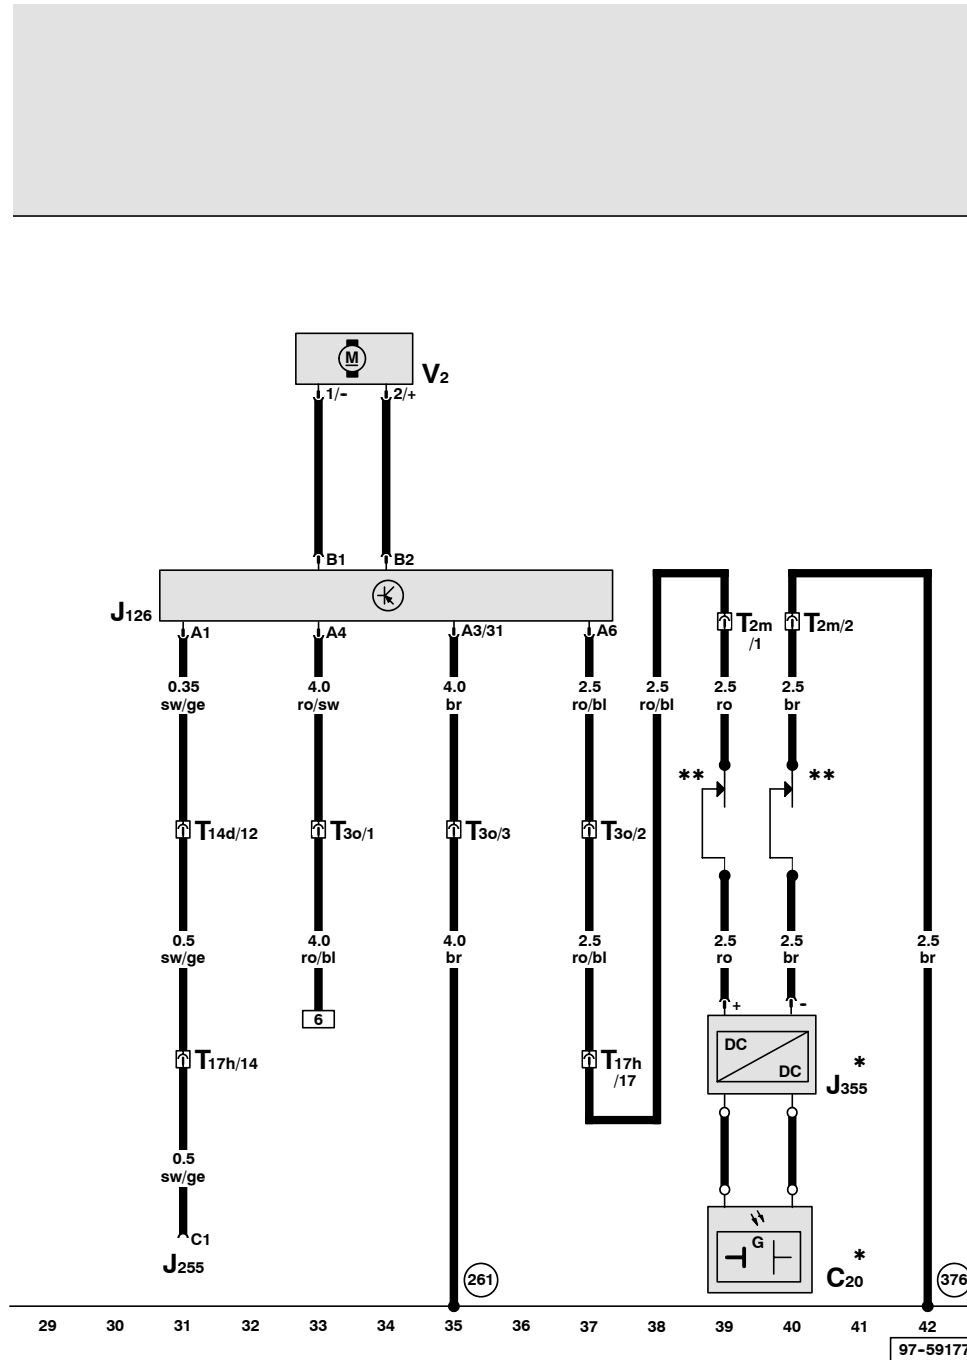 M
V2
1/-
2/+
B1
B2
J126
A1
A4
A3/31
A6
T2m
/1
T2m/2
0.35
sw/ge
4.0
ro/sw
4.0
br
2.5
ro/bl
2.5
ro/bl
2.5
ro
2.5
br
**
**
T14d/12
T3o/1
T3o/3
T3o/2
0.5
sw/ge
4.0
ro/bl
4.0
br
2.5
ro/bl
2.5
ro
2.5
br
2.5
br
6
+
-
T17h/14
T17h
/17
DC
DC
*
J355
0.5
sw/ge
C1
J255
G
*
C20
261
376
29 30 31 32 33 34 35 36 37 38 39 40 41 42
97-59177